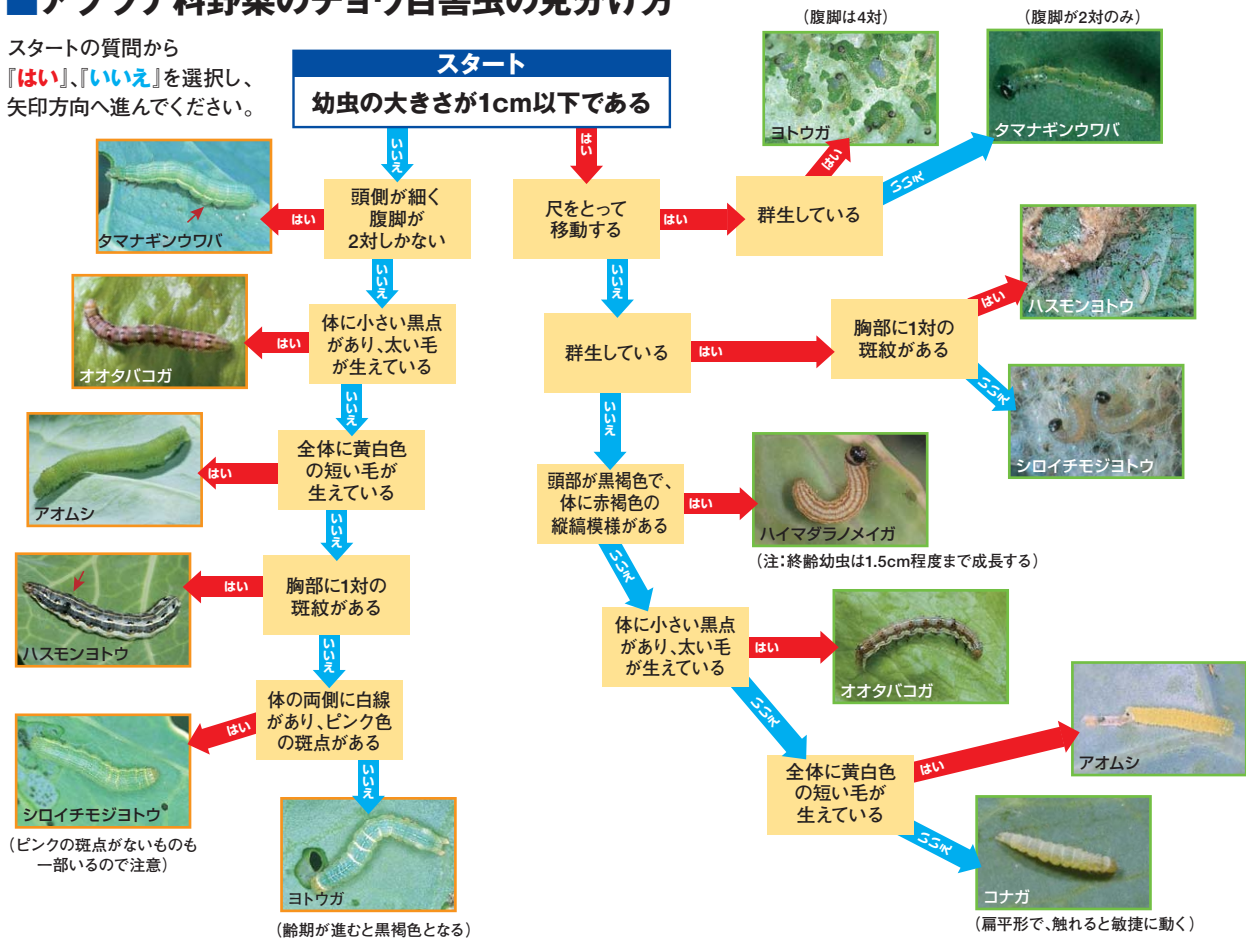 ■アブラナ科野菜のチョウ目害虫の見分け方
スタートの質問から
『はい』、『いいえ』を選択し、
矢印方向へ進んでください。
スタート
幼虫の大きさが1cm以下である
いいえ
はい
頭側が細く
腹脚が
2対しかない
はい
タマナギンウワバ
いいえ
体に小さい黒点
があり、太い毛
が生えている
はい
オオタバコガ
いいえ
全体に黄白色
の短い毛が
生えている
はい
アオムシ
いいえ
胸部に1対の
斑紋がある
はい
ハスモンヨトウ
いいえ
体の両側に白線
があり、ピンク色
の斑点がある
はい
シロイチモジヨトウ
(ピンクの斑点がないものも
一部いるので注意)
いいえ
ヨトウガ
(齢期が進むと黒褐色となる)
尺をとって
移動する
はい
群生している
はい
(腹脚は4対)
ヨトウガ
いいえ
(腹脚が2対のみ)
タマナギンウワバ
いいえ
群生している
はい
胸部に1対の
斑紋がある
はい
ハスモンヨトウ
いいえ
シロイチモジヨトウ
いいえ
頭部が黒褐色で、
体に赤褐色の
縦縞模様がある
はい
ハイマダラノメイガ
(注:終齢幼虫は1.5cm程度まで成長する)
いいえ
体に小さい黒点
があり、太い毛
が生えている
はい
オオタバコガ
いいえ
全体に黄白色
の短い毛が
生えている
はい
アオムシ
いいえ
コナガ
(扁平形で、触れると敏捷に動く)